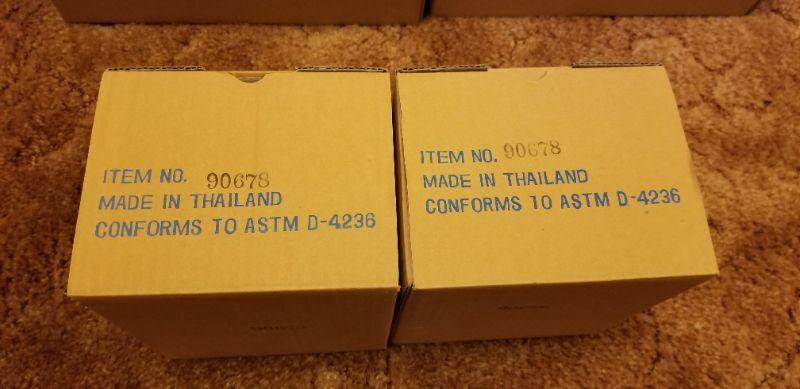 ITEM NO. 90678
MADE IN THAILAND
CONFORMS TO ASTM D-4236
ITEM NO. 90678
MADE IN THAILAND
CONFORMS TO ASTM D-4236